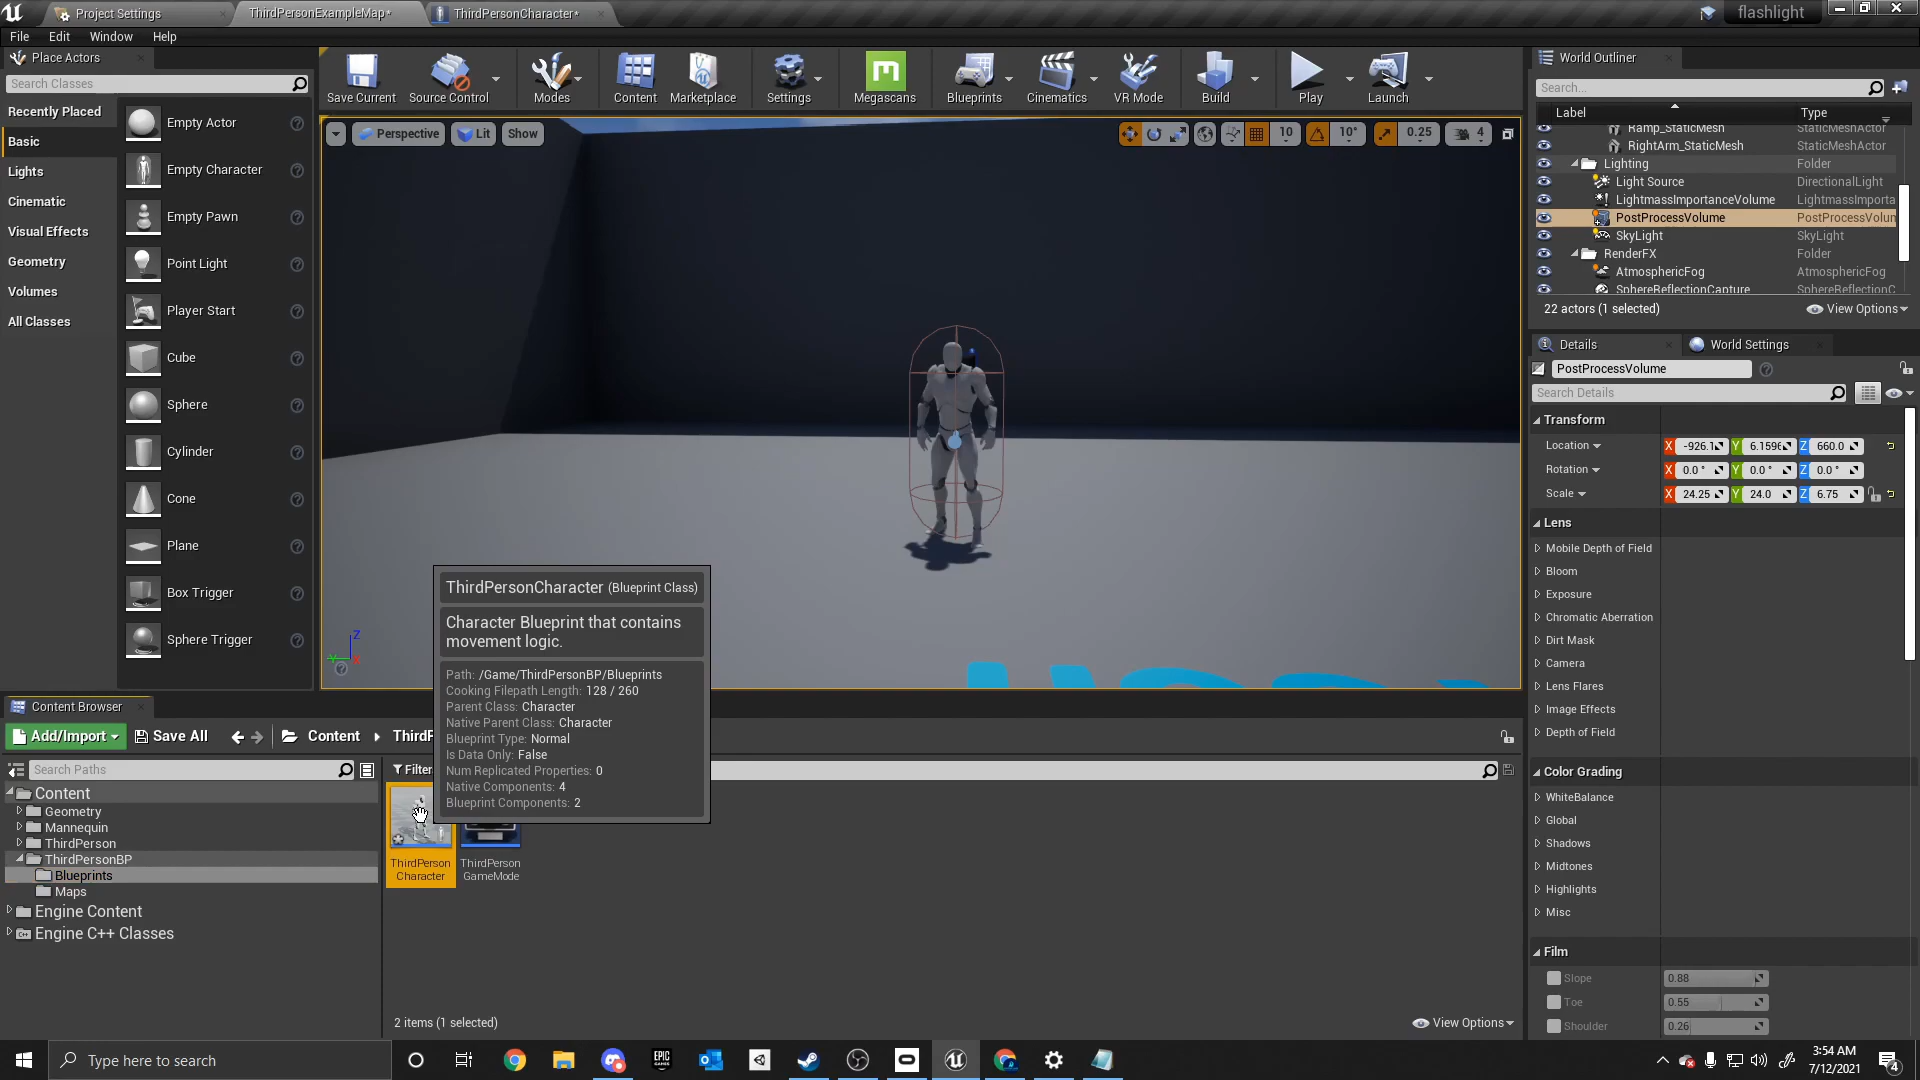 Project Settings
ThirdPersonExampleMap*
ThirdPersonCharacter*
flashlight
File Edit Window Help
Place Actors
Search Classes
Recently Placed
Basic
Lights
Cinematic
Visual Effects
Geometry
Volumes
All Classes
Empty Actor
Empty Character
Empty Pawn
Point Light
Player Start
Cube
Sphere
Cylinder
Cone
Plane
Box Trigger
Sphere Trigger
Save Current
Source Control
Modes
Content
Marketplace
Settings
Megascans
Blueprints
Cinematics
VR Mode
Build
Play
Launch
Perspective
Lit
Show
10
10°
0.25
4
ThirdPersonCharacter (Blueprint Class)
Character Blueprint that contains
movement logic.
Path: /Game/ThirdPersonBP/Blueprints
Cooking Filepath Length: 128 / 260
Parent Class: Character
Native Parent Class: Character
Blueprint Type: Normal
Is Data Only: False
Num Replicated Properties: 0
Native Components: 4
Blueprint Components: 2
World Outliner
Search...
Label Type
Ramp_StaticMesh StaticMeshActor
RightArm_StaticMesh StaticMeshActor
Lighting Folder
Light Source DirectionalLight
LightmassImportanceVolume LightmassImporta
PostProcessVolume PostProcessVolum
SkyLight SkyLight
RenderFX Folder
AtmosphericFog AtmosphericFog
SphereReflectionCapture SphereReflectionC
22 actors (1 selected)
View Options
Details
World Settings
PostProcessVolume
Search Details
Transform
Location X -926.1 Y 6.1596 Z 660.0
Rotation X 0.0 ° Y 0.0 ° Z 0.0 °
Scale X 24.25 Y 24.0 Z 6.75
Lens
Mobile Depth of Field
Bloom
Exposure
Chromatic Aberration
Dirt Mask
Camera
Lens Flares
Image Effects
Depth of Field
Color Grading
WhiteBalance
Global
Shadows
Midtones
Highlights
Misc
Film
Slope 0.88
Toe 0.55
Shoulder 0.26
Content Browser
Add/Import
Save All
Content
ThirdP
Search Paths
Filter
Content
Geometry
Mannequin
ThirdPerson
ThirdPersonBP
Blueprints
Maps
Engine Content
Engine C++ Classes
ThirdPerson
Character
ThirdPerson
GameMode
2 items (1 selected)
View Options
Type here to search
EPIC
GAMES
3:54 AM
7/12/2021
4